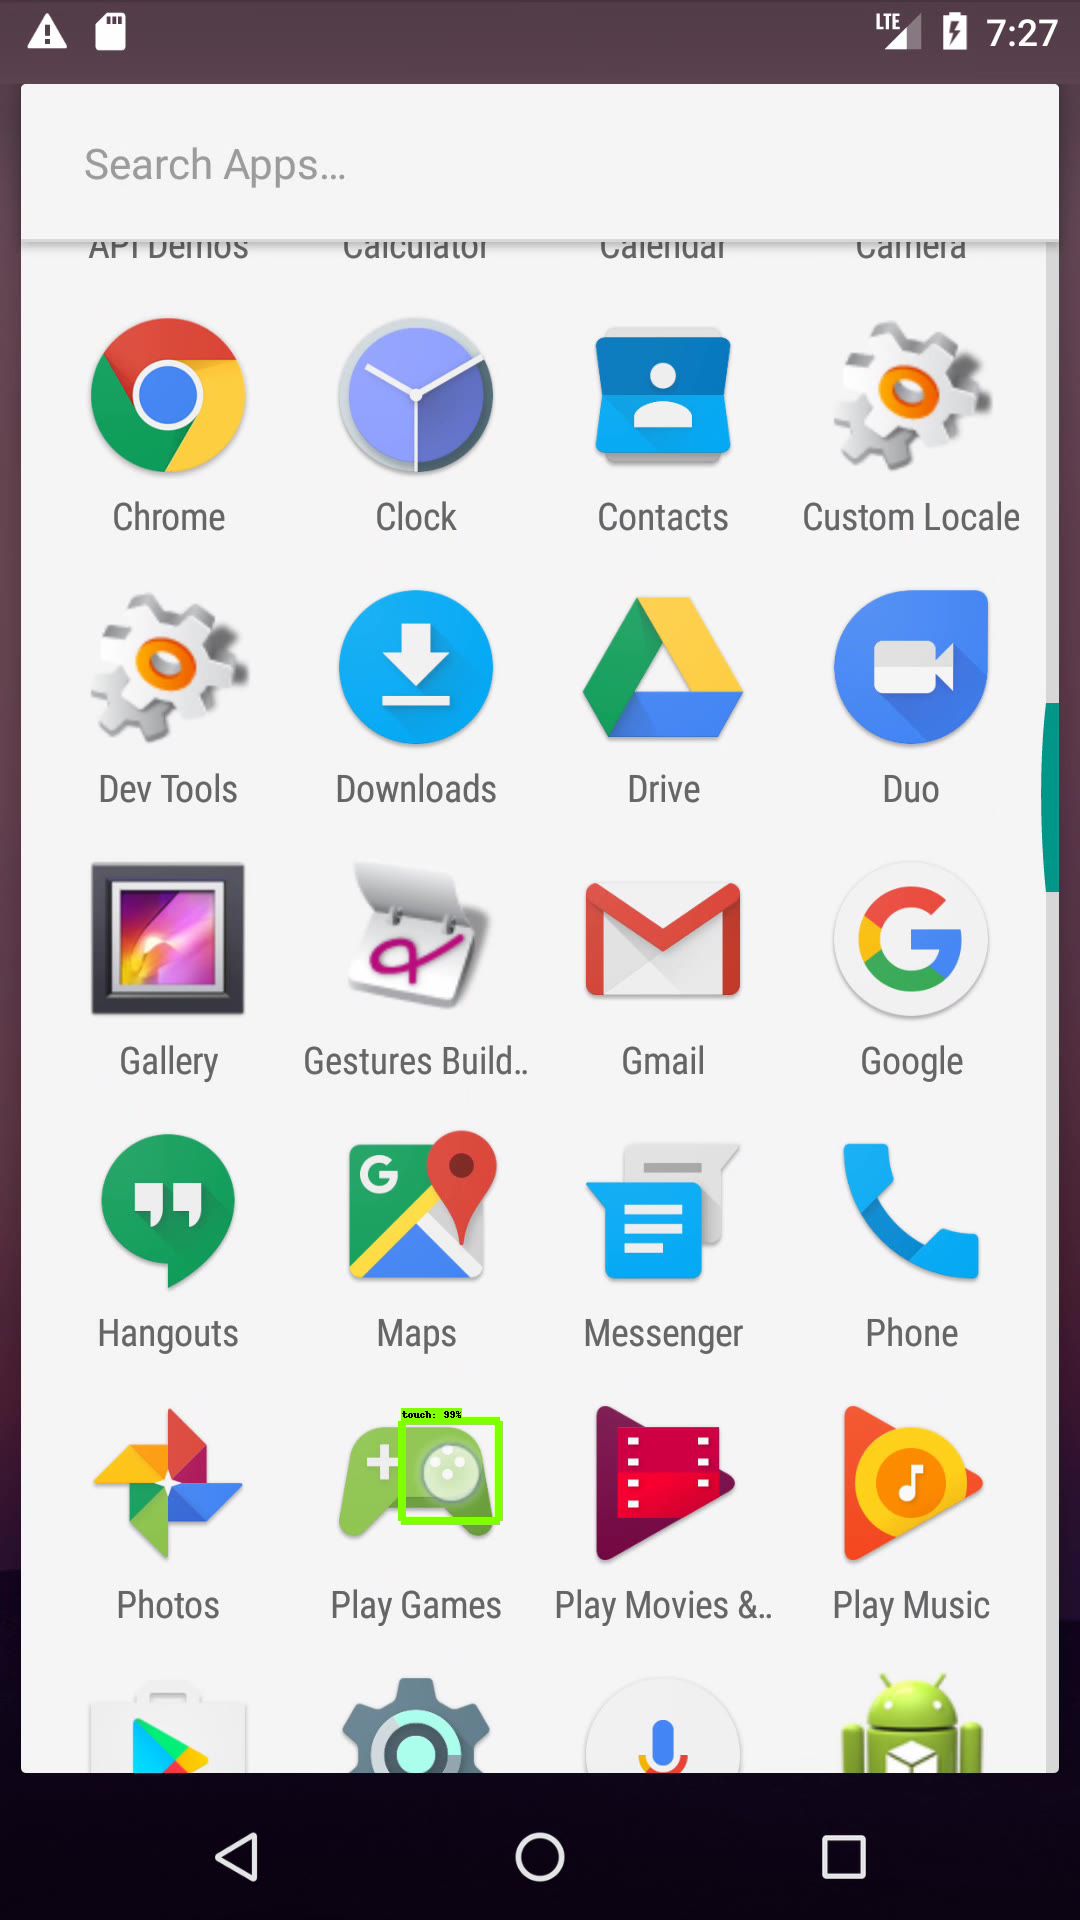 LTE 7:27
Search Apps...
API Demos Calculator Calendar Camera
Chrome Clock Contacts Custom Locale
Dev Tools Downloads Drive Duo
Gallery Gestures Build.. Gmail Google
Hangouts Maps Messenger Phone
touch: 99%
Photos Play Games Play Movies &.. Play Music